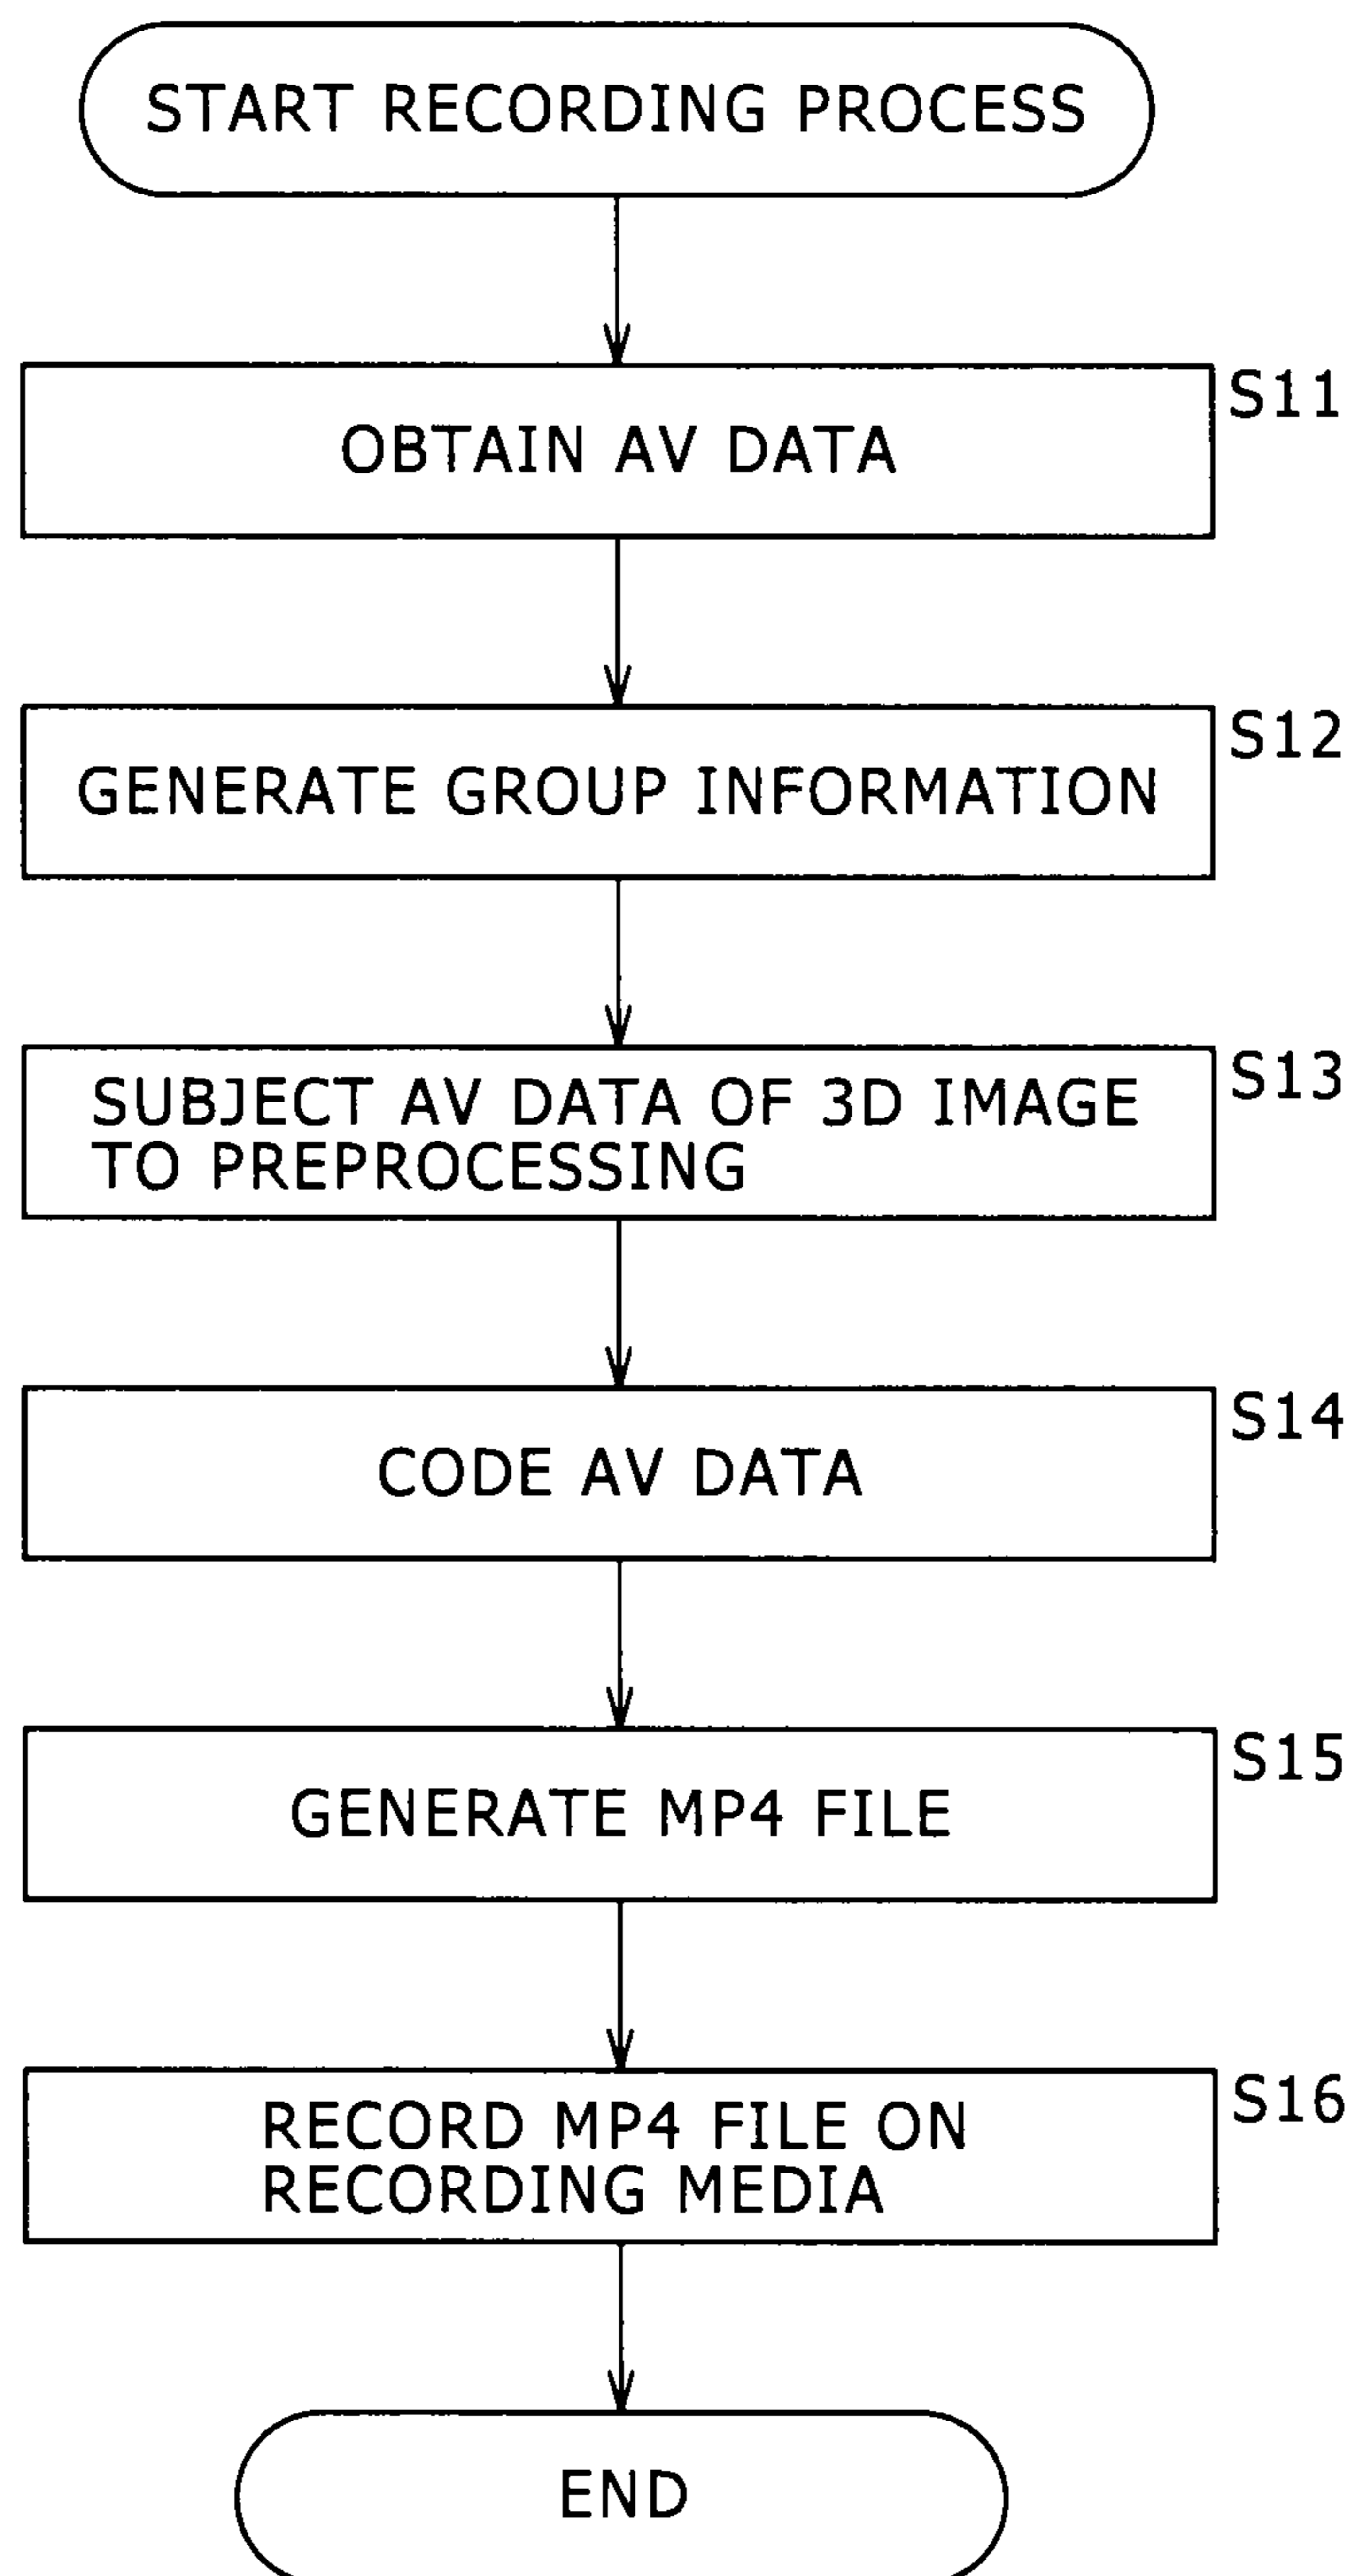 START RECORDING PROCESS
S11
OBTAIN AV DATA
S12
GENERATE GROUP INFORMATION
S13
SUBJECT AV DATA OF 3D IMAGE
TO PREPROCESSING
S14
CODE AV DATA
S15
GENERATE MP4 FILE
S16
RECORD MP4 FILE ON
RECORDING MEDIA
END